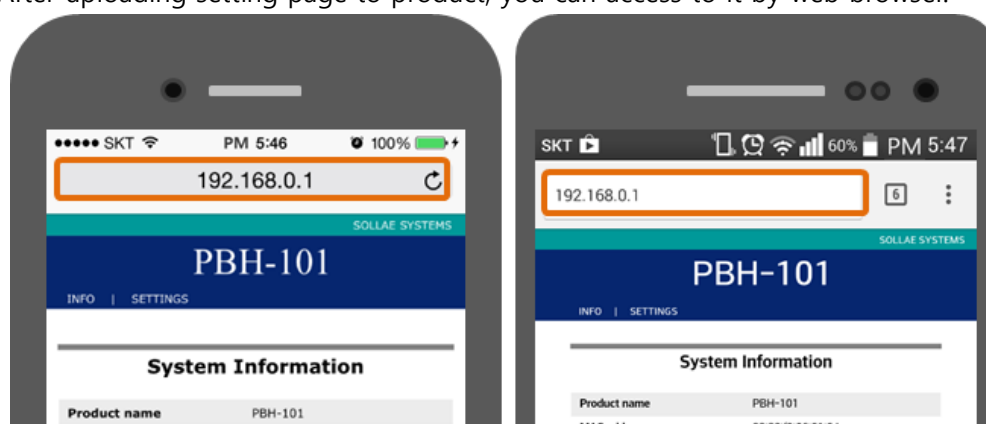 After uploading setting page to product, you can access to it by web browser.
SKT PM 5:46 100%
192.168.0.1
SOLLAE SYSTEMS
PBH-101
INFO | SETTINGS
System Information
Product name PBH-101
SKT 60% PM 5:47
192.168.0.1 6
SOLLAE SYSTEMS
PBH-101
INFO | SETTINGS
System Information
Product name PBH-101